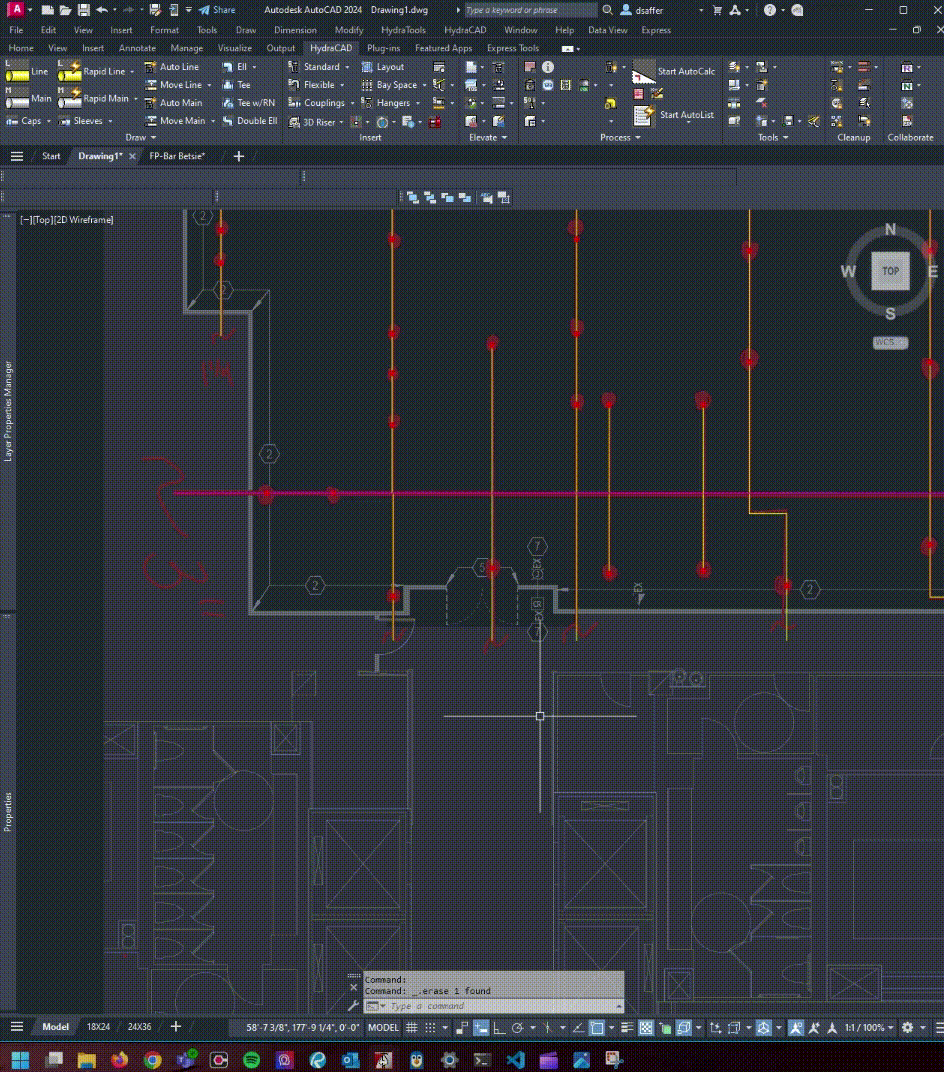 Share
Autodesk AutoCAD 2024 Drawing1.dwg
Type a keyword or phrase
dsaffer
File Edit View Insert Format Tools Draw Dimension Modify HydraTools HydraCAD Window Help Data View Express
Home View Insert Annotate Manage Visualize Output HydraCAD Plug-ins Featured Apps Express Tools
Line Rapid Line Auto Line Ell Standard Layout Start AutoCalc
Move Line Tee Flexible Bay Space
Main Rapid Main Auto Main Tee w/RN Couplings Hangers Start AutoList
Caps Sleeves Move Main Double Ell 3D Riser
Draw Insert Elevate Process Tools Cleanup Collaborate
Start Drawing1* FP-Bar Betsie*
[−][Top][2D Wireframe]
N
W TOP E
S
WCS
Layer Properties Manager
Properties
2
2
2
7
5
EX
EX
2
2
EX
7
Command:
Command: _.erase 1 found
Type a command
Model 18X24 24X36 58'-7 3/8", 177'-9 1/4", 0'-0" MODEL 1:1 / 100%